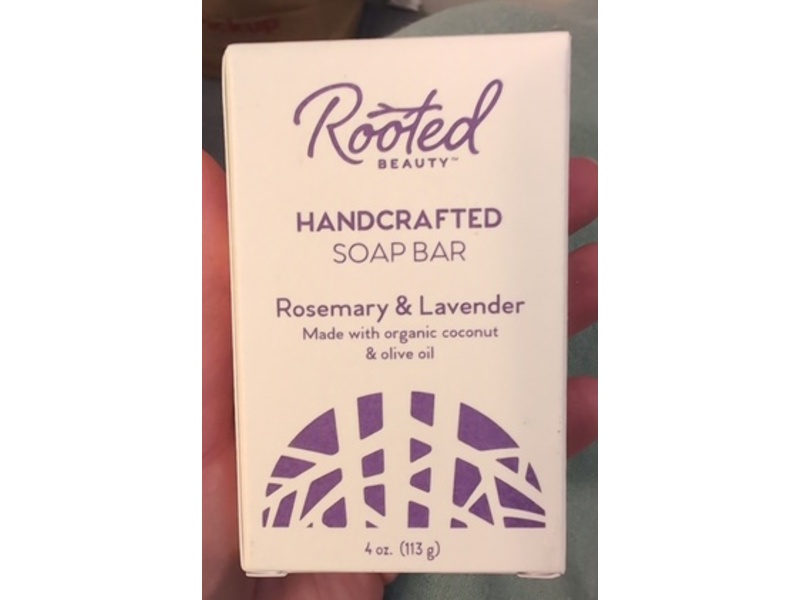 Rooted
BEAUTY™
HANDCRAFTED
SOAP BAR
Rosemary & Lavender
Made with organic coconut
& olive oil
4 oz. (113 g)